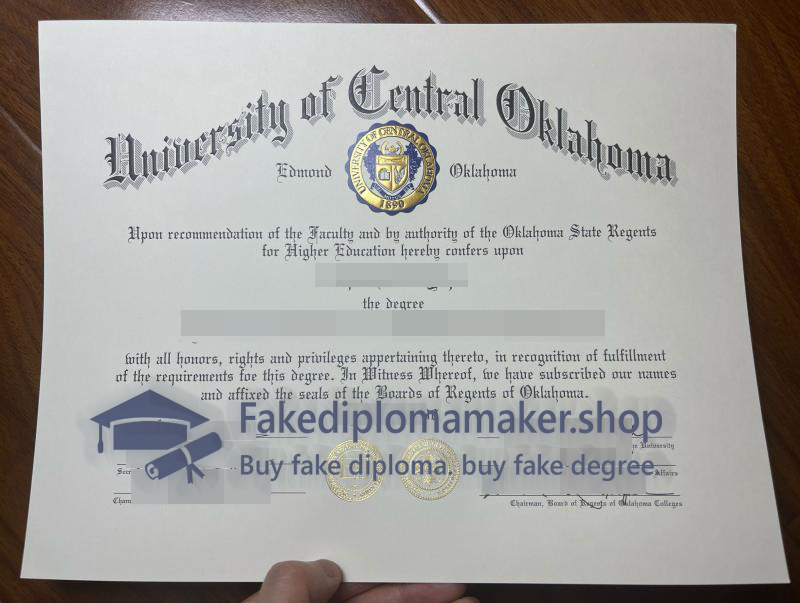 University of Central Oklahoma
UNIVERSITY OF CENTRAL OKLAHOMA
1890
Edmond Oklahoma
Upon recommendation of the Faculty and by authority of the Oklahoma State Regents
for Higher Education hereby confers upon
the degree
with all honors, rights and privileges appertaining thereto, in recognition of fulfillment
of the requirements foe this degree. In Witness Whereof, we have subscribed our names
and affixed the seals of the Boards of Regents of Oklahoma.
Fakediplomamaker.shop
University
Buy fake diploma, buy fake degree.
Affairs
Chairman, Board of Regents of Oklahoma Colleges